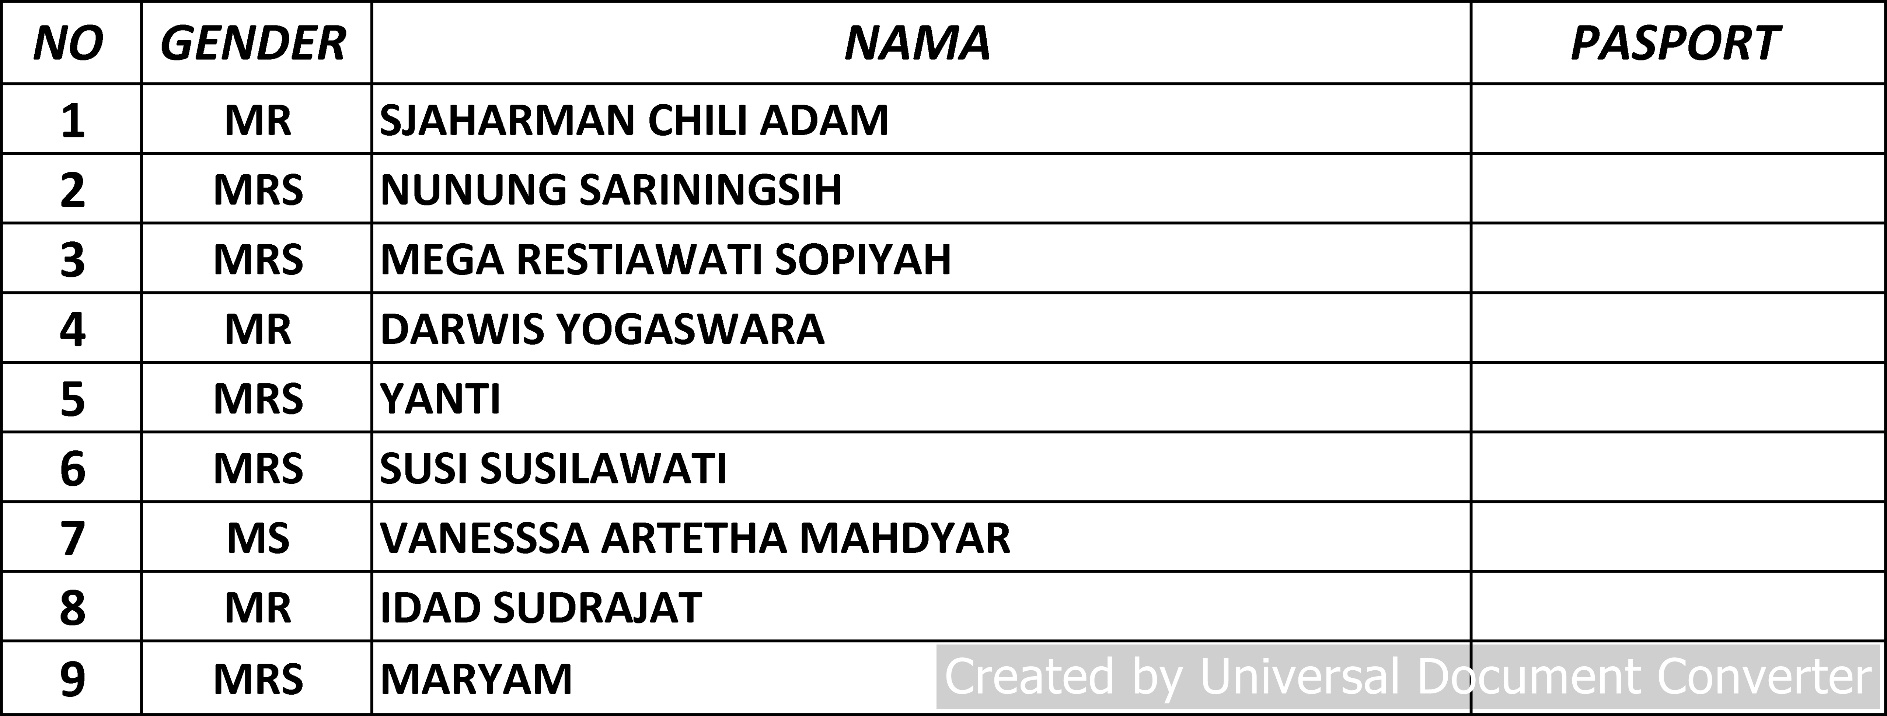 NO GENDER NAMA PASPORT
1 MR SJAHARMAN CHILI ADAM
2 MRS NUNUNG SARININGSIH
3 MRS MEGA RESTIAWATI SOPIYAH
4 MR DARWIS YOGASWARA
5 MRS YANTI
6 MRS SUSI SUSILAWATI
7 MS VANESSSA ARTETHA MAHDYAR
8 MR IDAD SUDRAJAT
9 MRS MARYAM
Created by Universal Document Converter